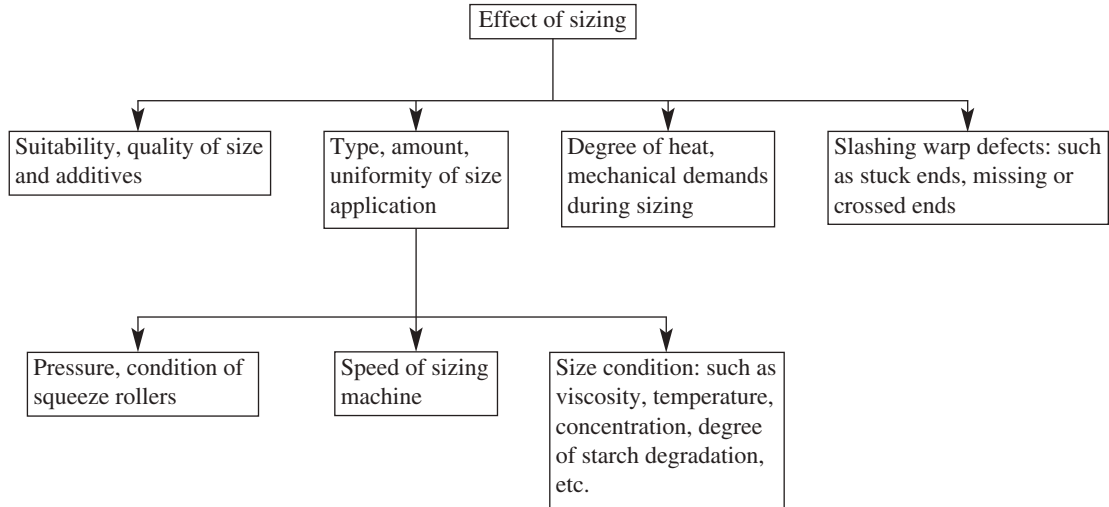 Effect of sizing
Suitability, quality of size
and additives
Type, amount,
uniformity of size
application
Degree of heat,
mechanical demands
during sizing
Slashing warp defects: such
as stuck ends, missing or
crossed ends
Pressure, condition of
squeeze rollers
Speed of sizing
machine
Size condition: such as
viscosity, temperature,
concentration, degree
of starch degradation,
etc.